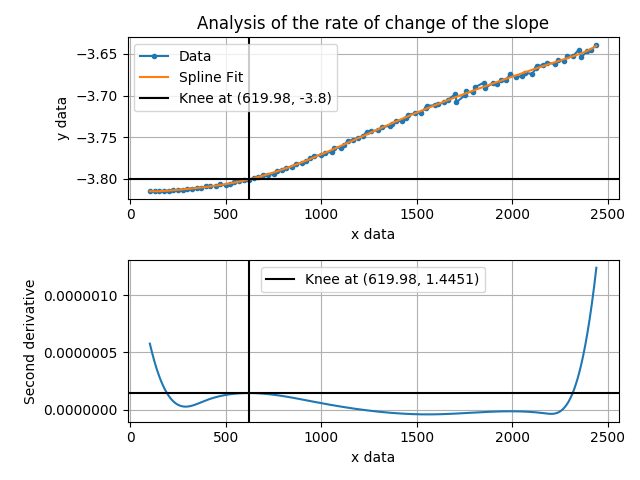 Analysis of the rate of change of the slope
y data
−3.65
−3.70
−3.75
−3.80
Data
Spline Fit
Knee at (619.98, -3.8)
0 500 1000 1500 2000 2500
x data
Second derivative
0.0000010
0.0000005
0.0000000
Knee at (619.98, 1.4451)
0 500 1000 1500 2000 2500
x data